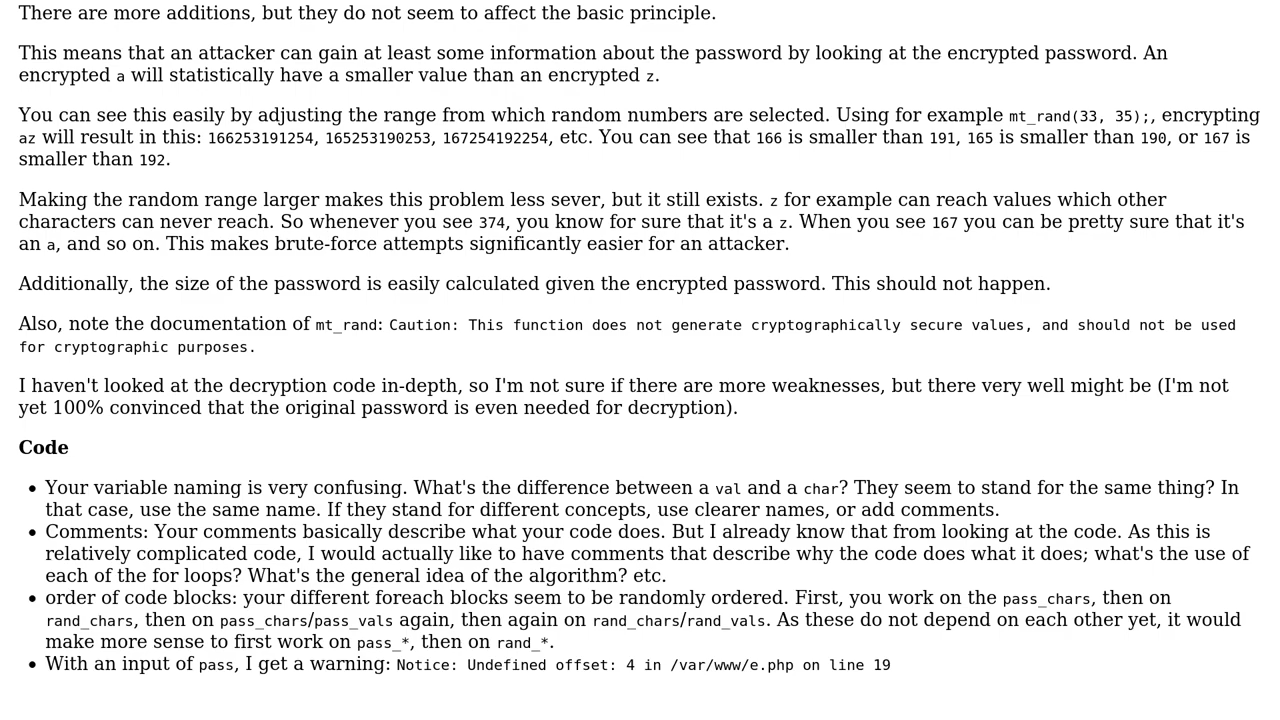 There are more additions, but they do not seem to affect the basic principle.
This means that an attacker can gain at least some information about the password by looking at the encrypted password. An
encrypted a will statistically have a smaller value than an encrypted z.
You can see this easily by adjusting the range from which random numbers are selected. Using for example mt_rand(33, 35);, encrypting
az will result in this: 166253191254, 165253190253, 167254192254, etc. You can see that 166 is smaller than 191, 165 is smaller than 190, or 167 is
smaller than 192.
Making the random range larger makes this problem less sever, but it still exists. z for example can reach values which other
characters can never reach. So whenever you see 374, you know for sure that it's a z. When you see 167 you can be pretty sure that it's
an a, and so on. This makes brute-force attempts significantly easier for an attacker.
Additionally, the size of the password is easily calculated given the encrypted password. This should not happen.
Also, note the documentation of mt_rand: Caution: This function does not generate cryptographically secure values, and should not be used
for cryptographic purposes.
I haven't looked at the decryption code in-depth, so I'm not sure if there are more weaknesses, but there very well might be (I'm not
yet 100% convinced that the original password is even needed for decryption).
Code
• Your variable naming is very confusing. What's the difference between a val and a char? They seem to stand for the same thing? In
that case, use the same name. If they stand for different concepts, use clearer names, or add comments.
• Comments: Your comments basically describe what your code does. But I already know that from looking at the code. As this is
relatively complicated code, I would actually like to have comments that describe why the code does what it does; what's the use of
each of the for loops? What's the general idea of the algorithm? etc.
• order of code blocks: your different foreach blocks seem to be randomly ordered. First, you work on the pass_chars, then on
rand_chars, then on pass_chars/pass_vals again, then again on rand_chars/rand_vals. As these do not depend on each other yet, it would
make more sense to first work on pass_*, then on rand_*.
• With an input of pass, I get a warning: Notice: Undefined offset: 4 in /var/www/e.php on line 19